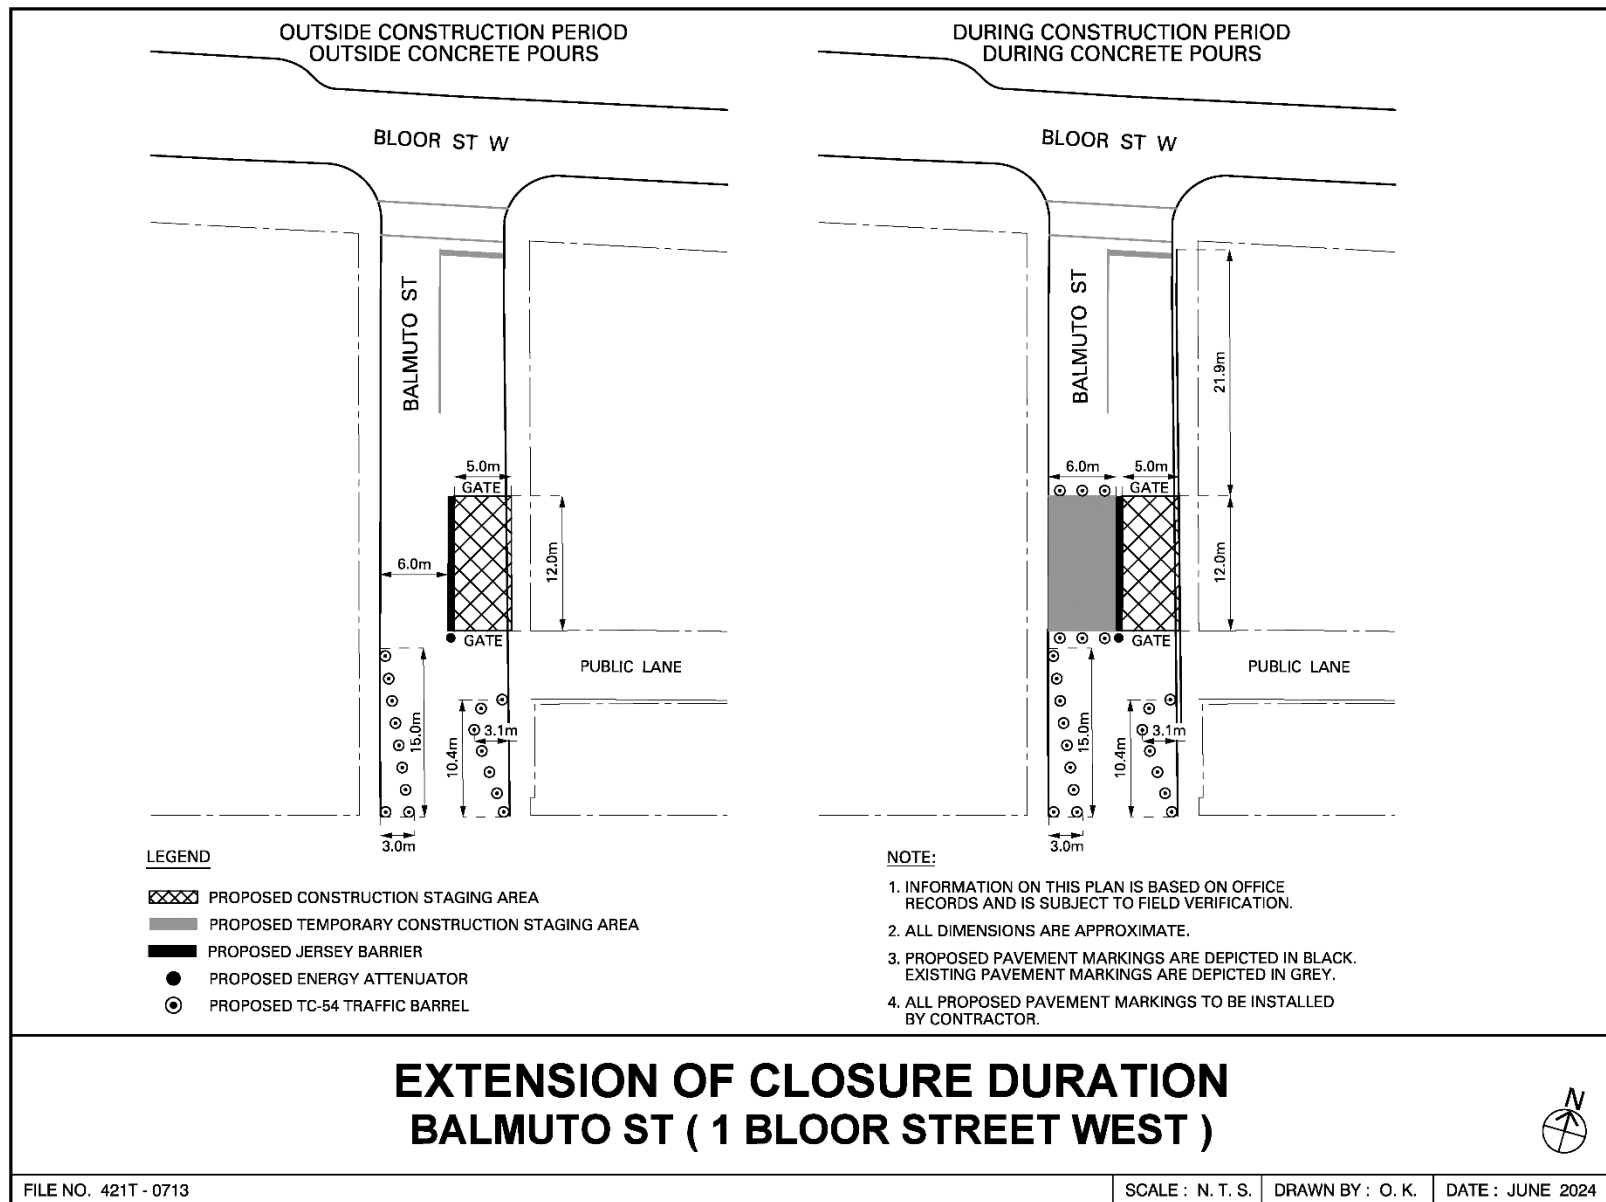 OUTSIDE CONSTRUCTION PERIOD
OUTSIDE CONCRETE POURS
BLOOR ST W
BALMUTO ST
5.0m
GATE
12.0m
6.0m
GATE
PUBLIC LANE
15.0m
10.4m
3.1m
3.0m
DURING CONSTRUCTION PERIOD
DURING CONCRETE POURS
BLOOR ST W
BALMUTO ST
21.9m
6.0m
5.0m
GATE
12.0m
GATE
PUBLIC LANE
15.0m
10.4m
3.1m
3.0m
LEGEND
PROPOSED CONSTRUCTION STAGING AREA
PROPOSED TEMPORARY CONSTRUCTION STAGING AREA
PROPOSED JERSEY BARRIER
PROPOSED ENERGY ATTENUATOR
PROPOSED TC-54 TRAFFIC BARREL
NOTE:
1. INFORMATION ON THIS PLAN IS BASED ON OFFICE
RECORDS AND IS SUBJECT TO FIELD VERIFICATION.
2. ALL DIMENSIONS ARE APPROXIMATE.
3. PROPOSED PAVEMENT MARKINGS ARE DEPICTED IN BLACK.
EXISTING PAVEMENT MARKINGS ARE DEPICTED IN GREY.
4. ALL PROPOSED PAVEMENT MARKINGS TO BE INSTALLED
BY CONTRACTOR.
EXTENSION OF CLOSURE DURATION
BALMUTO ST ( 1 BLOOR STREET WEST )
N
FILE NO. 421T - 0713
SCALE : N. T. S.
DRAWN BY : O. K.
DATE : JUNE 2024